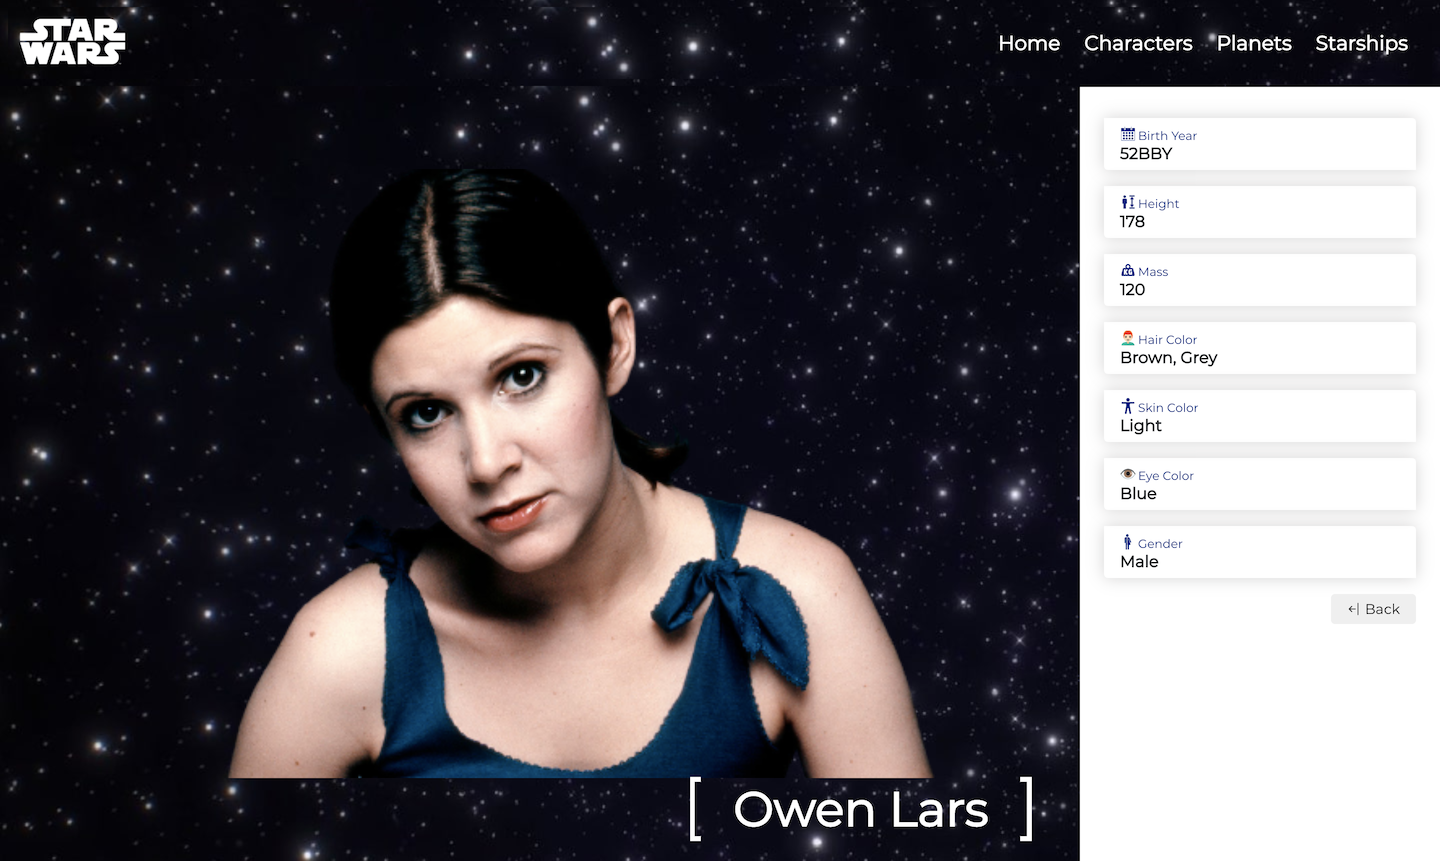 STAR
WARS
Home Characters Planets Starships
Birth Year
52BBY
Height
178
KG
Mass
120
Hair Color
Brown, Grey
Skin Color
Light
Eye Color
Blue
Gender
Male
Back
[ Owen Lars ]